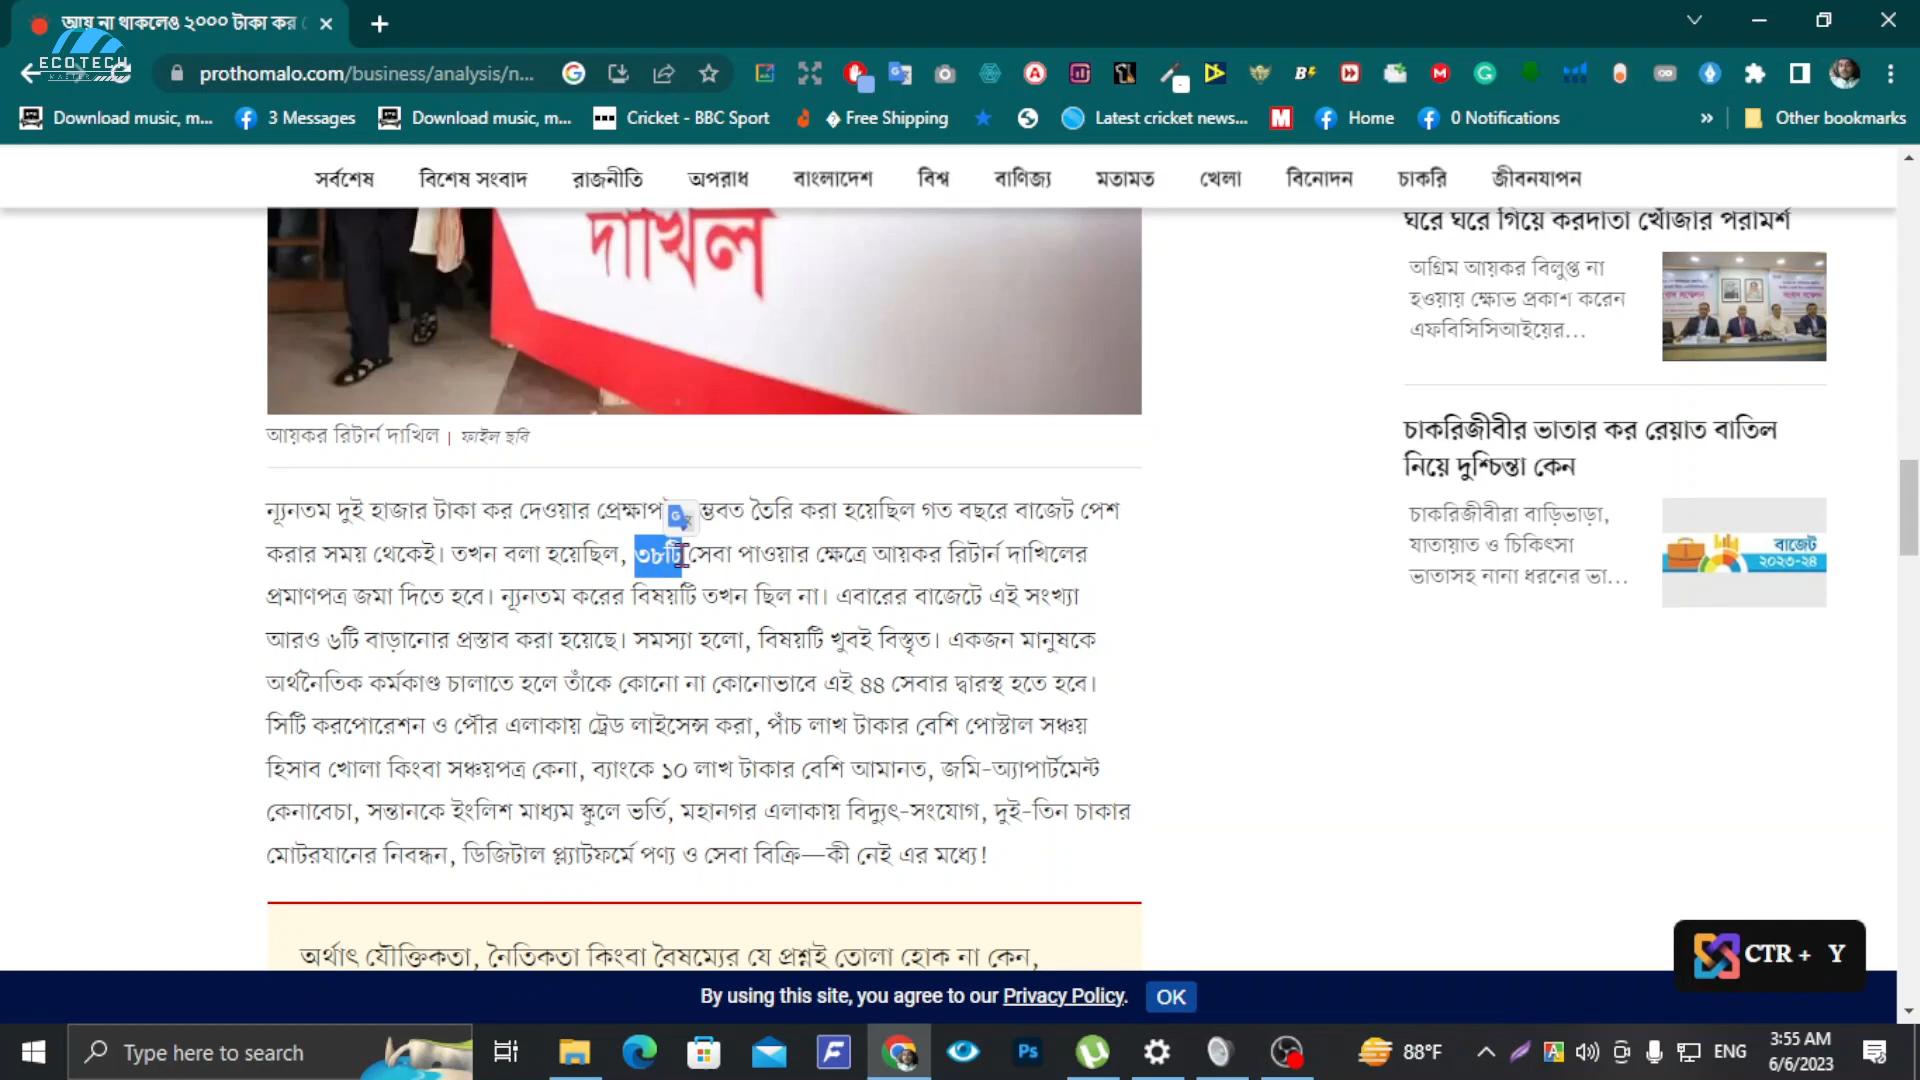 আয় না থাকলেও ২০০০ টাকা কর
ECOTECH
prothomalo.com/business/analysis/n...
Download music, m...
3 Messages
Download music, m...
Cricket - BBC Sport
Free Shipping
Latest cricket news...
Home
0 Notifications
»
Other bookmarks
সর্বশেষ
বিশেষ সংবাদ
রাজনীতি
অপরাধ
বাংলাদেশ
বিশ্ব
বাণিজ্য
মতামত
খেলা
বিনোদন
চাকরি
জীবনযাপন
দাখিল
আয়কর রিটার্ন দাখিল | ফাইল ছবি
ন্যূনতম দুই হাজার টাকা কর দেওয়ার তৈরি করা হয়েছিল গত বছরে বাজেট পেশ
করার সময় থেকেই। তখন বলা হয়েছিল, ৩৮টি সেবা পাওয়ার ক্ষেত্রে আয়কর রিটার্ন দাখিলের
প্রমাণপত্র জমা দিতে হবে। ন্যূনতম করের বিষয়টি তখন ছিল না। এবারের বাজেটে এই সংখ্যা
আরও ৬টি বাড়ানোর প্রস্তাব করা হয়েছে। সমস্যা হলো, বিষয়টি খুবই বিস্তৃত। একজন মানুষকে
অর্থনৈতিক কর্মকাণ্ড চালাতে হলে তাঁকে কোনো না কোনোভাবে এই ৪৪ সেবার দ্বারস্থ হতে হবে।
সিটি করপোরেশন ও পৌর এলাকায় ট্রেড লাইসেন্স করা, পাঁচ লাখ টাকার বেশি পোস্টাল সঞ্চয়
হিসাব খোলা কিংবা সঞ্চয়পত্র কেনা, ব্যাংকে ১০ লাখ টাকার বেশি আমানত, জমি-অ্যাপার্টমেন্ট
কেনাবেচা, সন্তানকে ইংলিশ মাধ্যম স্কুলে ভর্তি, মহানগর এলাকায় বিদ্যুৎ-সংযোগ, দুই-তিন চাকার
মোটরযানের নিবন্ধন, ডিজিটাল প্ল্যাটফর্মে পণ্য ও সেবা বিক্রি—কী নেই এর মধ্যে!
অর্থাৎ যৌক্তিকতা, নৈতিকতা কিংবা বৈষম্যের যে প্রশ্নই তোলা হোক না কেন,
ঘরে ঘরে গিয়ে করদাতা খোঁজার পরামর্শ
অগ্রিম আয়কর বিলুপ্ত না
হওয়ায় ক্ষোভ প্রকাশ করেন
এফবিসিসিআইয়ের...
চাকরিজীবীর ভাতার কর রেয়াত বাতিল
নিয়ে দুশ্চিন্তা কেন
চাকরিজীবীরা বাড়িভাড়া,
যাতায়াত ও চিকিৎসা
ভাতাসহ নানা ধরনের ভা...
বাজেট
২০২৩-২৪
CTR + Y
By using this site, you agree to our Privacy Policy. OK
Type here to search
88°F
ENG
3:55 AM
6/6/2023